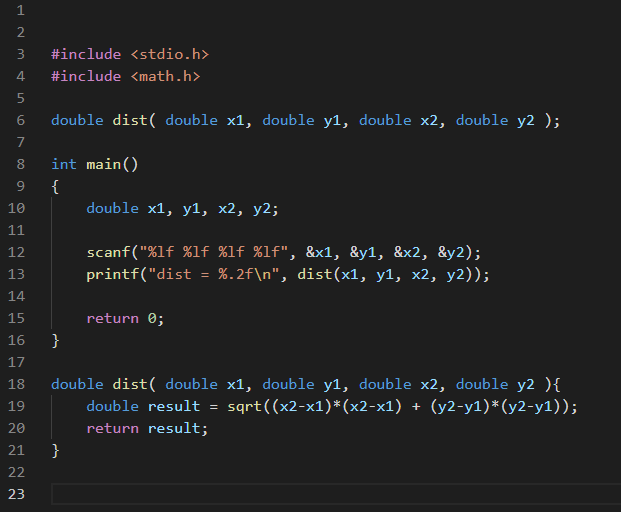 1
2
3 #include <stdio.h>
4 #include <math.h>
5
6 double dist( double x1, double y1, double x2, double y2 );
7
8 int main()
9 {
10     double x1, y1, x2, y2;
11
12     scanf("%lf %lf %lf %lf", &x1, &y1, &x2, &y2);
13     printf("dist = %.2f\n", dist(x1, y1, x2, y2));
14
15     return 0;
16 }
17
18 double dist( double x1, double y1, double x2, double y2 ){
19     double result = sqrt((x2-x1)*(x2-x1) + (y2-y1)*(y2-y1));
20     return result;
21 }
22
23